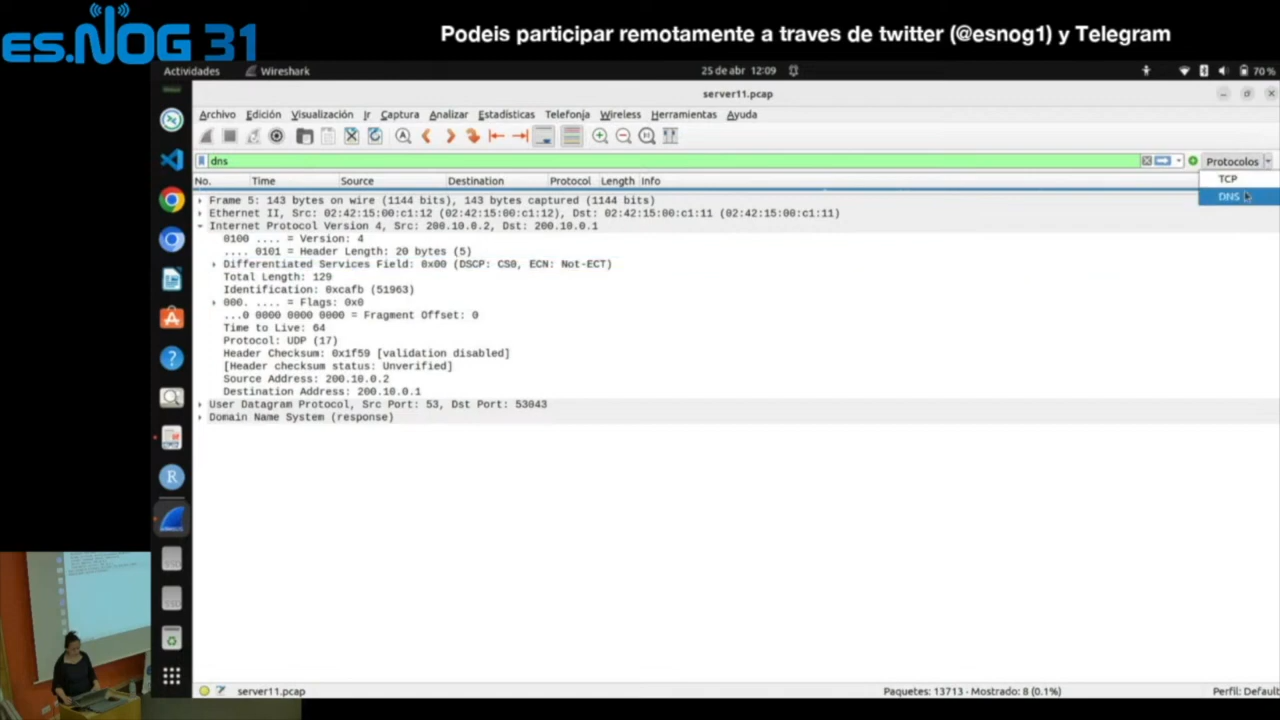 es.NOG 31
Podeis participar remotamente a traves de twitter (@esnog1) y Telegram
Actividades Wireshark 25 de abr 12:09 70 %
server11.pcap
Archivo Edición Visualización Ir Captura Analizar Estadísticas Telefonía Wireless Herramientas Ayuda
dns Protocolos
No. Time Source Destination Protocol Length Info
TCP
DNS
Frame 5: 143 bytes on wire (1144 bits), 143 bytes captured (1144 bits)
Ethernet II, Src: 02:42:15:00:c1:12 (02:42:15:00:c1:12), Dst: 02:42:15:00:c1:11 (02:42:15:00:c1:11)
Internet Protocol Version 4, Src: 200.10.0.2, Dst: 200.10.0.1
0100 .... = Version: 4
.... 0101 = Header Length: 20 bytes (5)
Differentiated Services Field: 0x00 (DSCP: CS0, ECN: Not-ECT)
Total Length: 129
Identification: 0xcafb (51963)
000. .... = Flags: 0x0
...0 0000 0000 0000 = Fragment Offset: 0
Time to Live: 64
Protocol: UDP (17)
Header Checksum: 0x1f59 [validation disabled]
[Header checksum status: Unverified]
Source Address: 200.10.0.2
Destination Address: 200.10.0.1
User Datagram Protocol, Src Port: 53, Dst Port: 53043
Domain Name System (response)
server11.pcap Paquetes: 13713 · Mostrado: 8 (0.1%) Perfil: Default